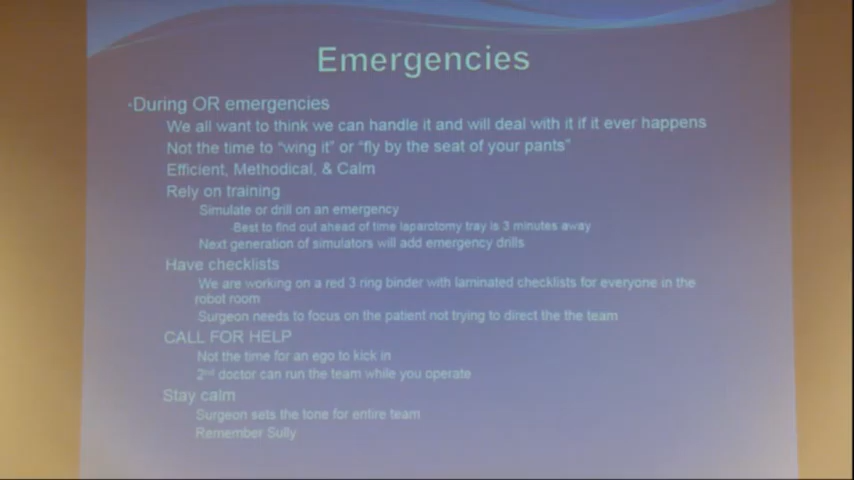 Emergencies
•During OR emergencies
We all want to think we can handle it and will deal with it if it ever happens
Not the time to “wing it” or “fly by the seat of your pants”
Efficient, Methodical, & Calm
Rely on training
Simulate or drill on an emergency
Best to find out ahead of time laparotomy tray is 3 minutes away
Next generation of simulators will add emergency drills
Have checklists
We are working on a red 3 ring binder with laminated checklists for everyone in the
robot room
Surgeon needs to focus on the patient not trying to direct the the team
CALL FOR HELP
Not the time for an ego to kick in
2nd doctor can run the team while you operate
Stay calm
Surgeon sets the tone for entire team
Remember Sully